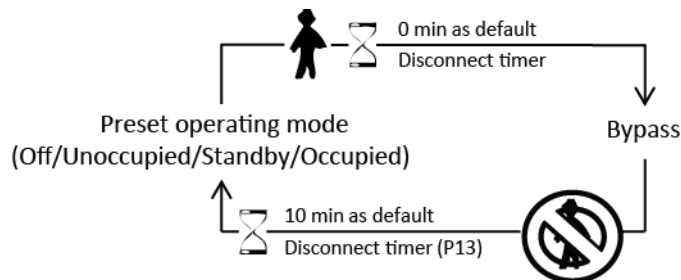 0 min as default
Disconnect timer
Preset operating mode
(Off/Unoccupied/Standby/Occupied)
Bypass
10 min as default
Disconnect timer (P13)